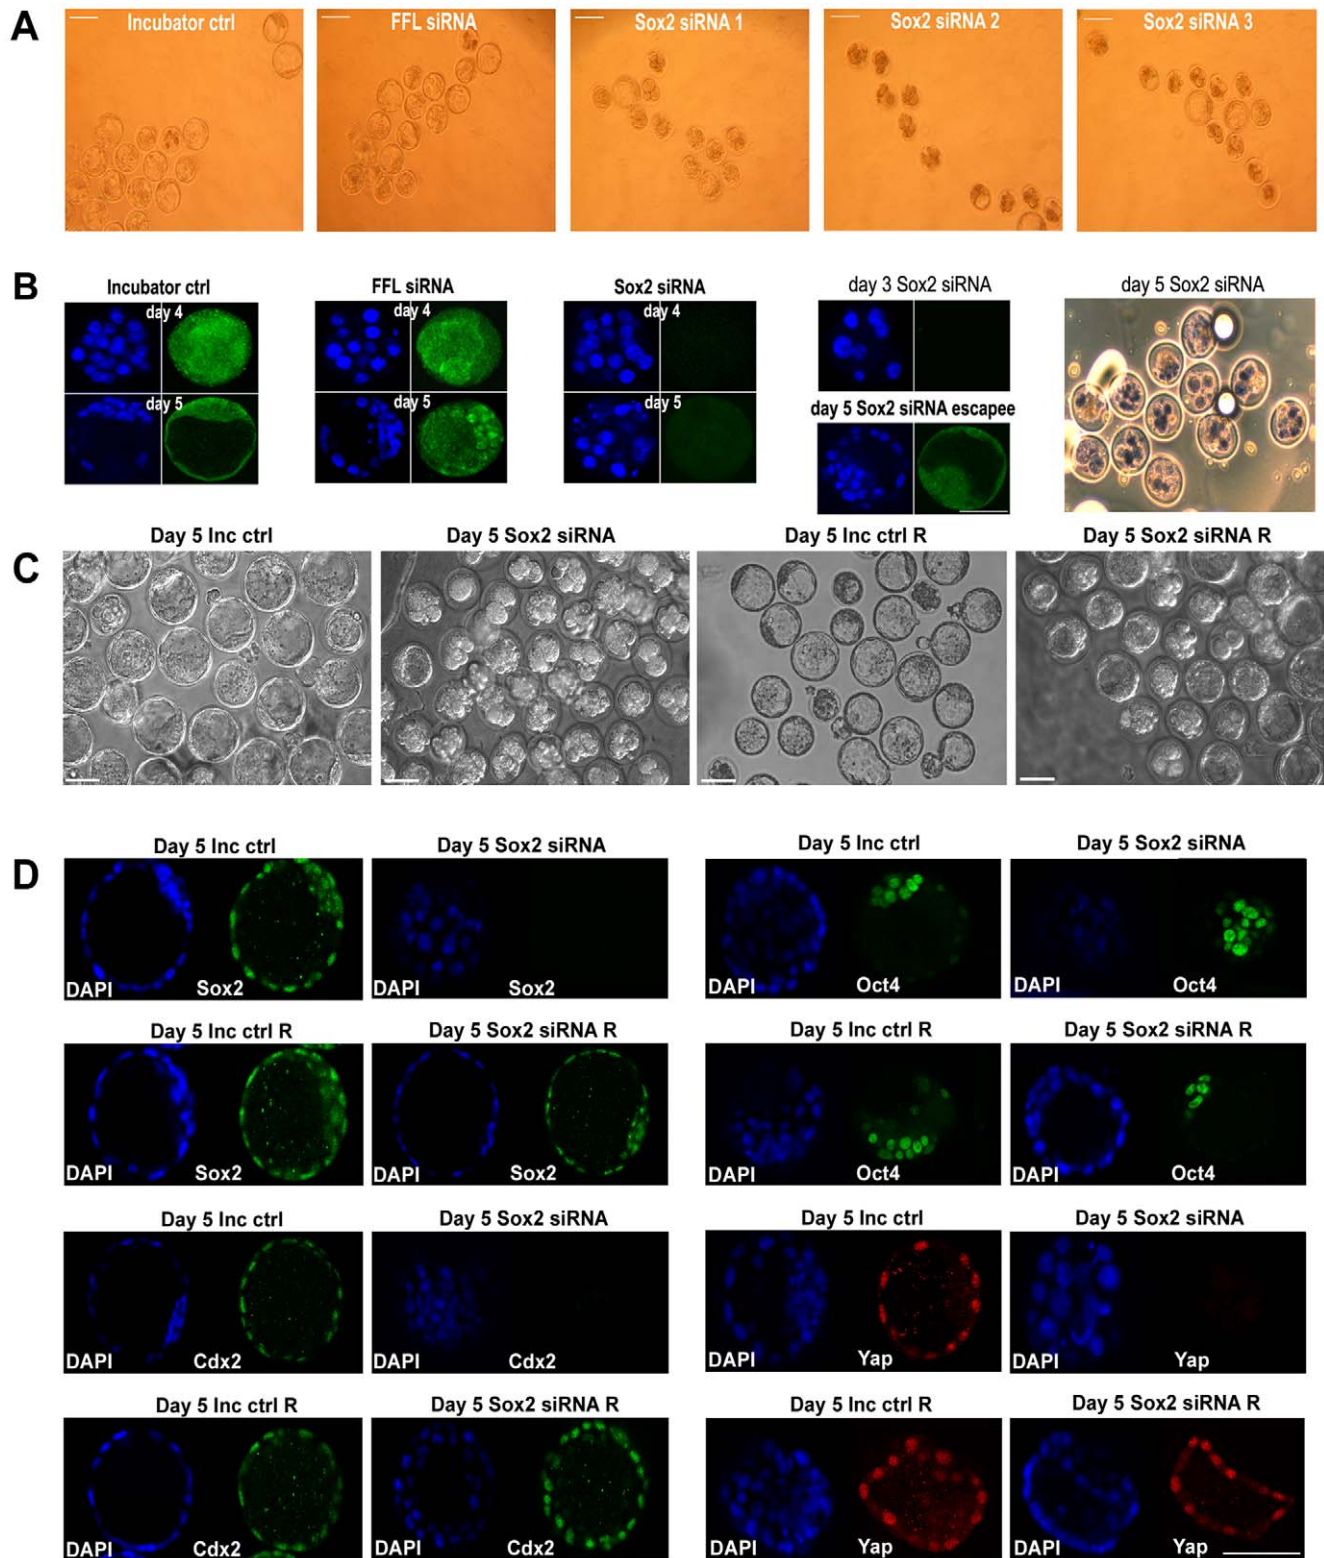 A
Incubator ctrl
FFL siRNA
Sox2 siRNA 1
Sox2 siRNA 2
Sox2 siRNA 3
B
Incubator ctrl
FFL siRNA
Sox2 siRNA
day 3 Sox2 siRNA
day 5 Sox2 siRNA
day 4
day 4
day 4
day 5
day 5
day 5
day 5 Sox2 siRNA escapee
C
Day 5 Inc ctrl
Day 5 Sox2 siRNA
Day 5 Inc ctrl R
Day 5 Sox2 siRNA R
D
Day 5 Inc ctrl
Day 5 Sox2 siRNA
Day 5 Inc ctrl
Day 5 Sox2 siRNA
DAPI
Sox2
DAPI
Sox2
DAPI
Oct4
DAPI
Oct4
Day 5 Inc ctrl R
Day 5 Sox2 siRNA R
Day 5 Inc ctrl R
Day 5 Sox2 siRNA R
DAPI
Sox2
DAPI
Sox2
DAPI
Oct4
DAPI
Oct4
Day 5 Inc ctrl
Day 5 Sox2 siRNA
Day 5 Inc ctrl
Day 5 Sox2 siRNA
DAPI
Cdx2
DAPI
Cdx2
DAPI
Yap
DAPI
Yap
Day 5 Inc ctrl R
Day 5 Sox2 siRNA R
Day 5 Inc ctrl R
Day 5 Sox2 siRNA R
DAPI
Cdx2
DAPI
Cdx2
DAPI
Yap
DAPI
Yap